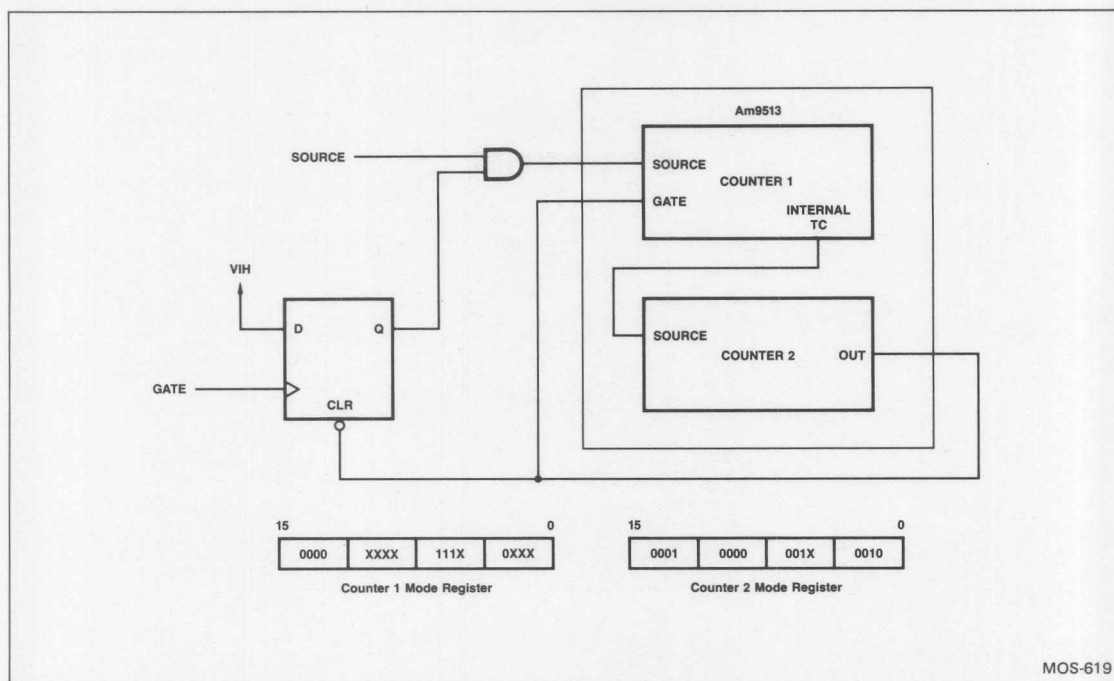 Am9513
SOURCE
SOURCE
COUNTER 1
GATE
INTERNAL
TC
VIH
D
Q
SOURCE
COUNTER 2
OUT
GATE
CLR
15
0
15
0
0000 XXXX 111X 0XXX
0001 0000 001X 0010
Counter 1 Mode Register
Counter 2 Mode Register
MOS-619